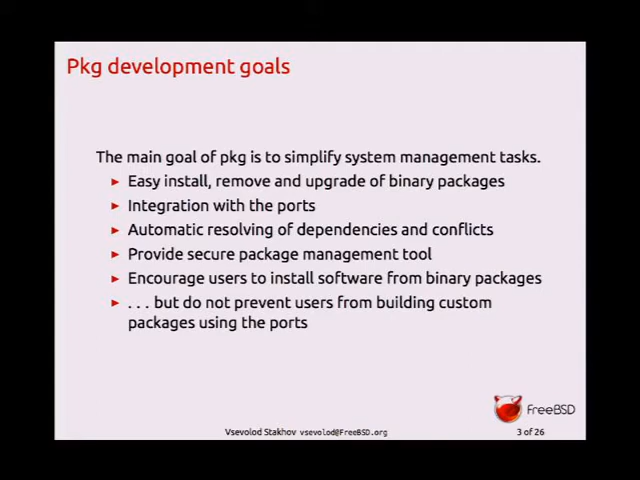 Pkg development goals
The main goal of pkg is to simplify system management tasks.
► Easy install, remove and upgrade of binary packages
► Integration with the ports
► Automatic resolving of dependencies and conflicts
► Provide secure package management tool
► Encourage users to install software from binary packages
► . . . but do not prevent users from building custom
packages using the ports
FreeBSD
Vsevolod Stakhov vsevolod@FreeBSD.org
3 of 26